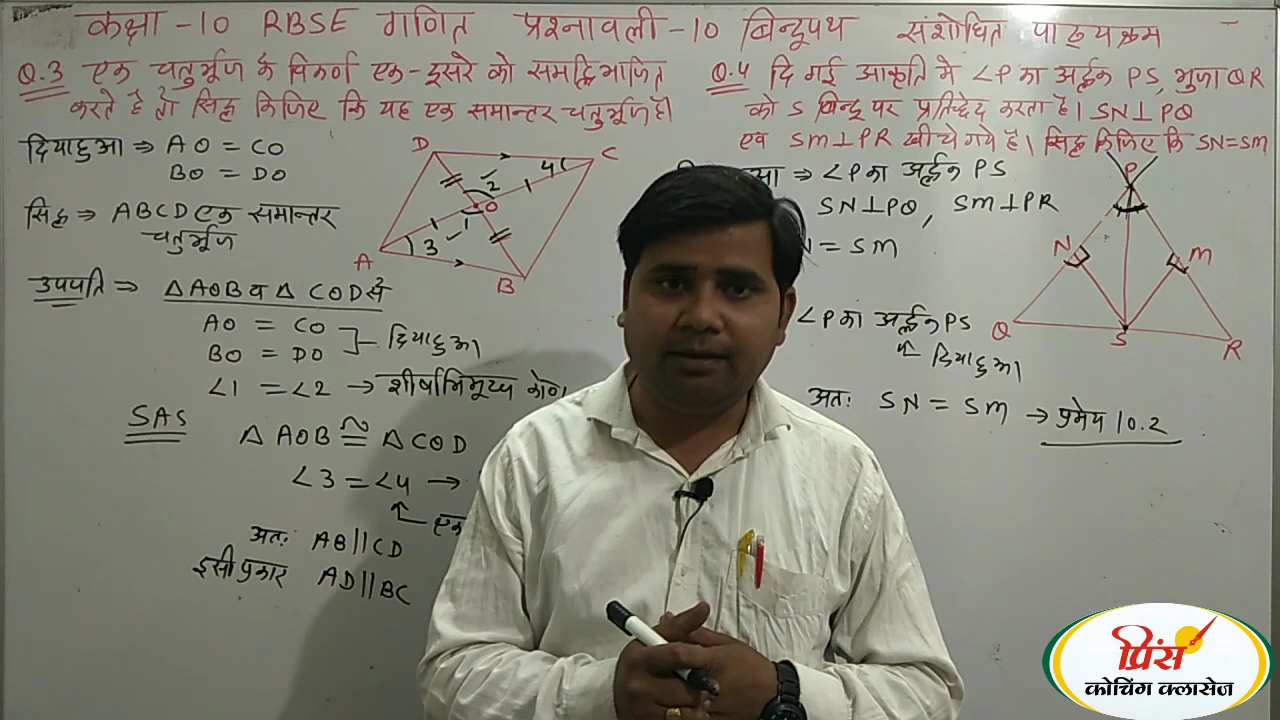 कक्षा -10 RBSE गणित प्रश्नावली -10 बिन्दूपथ संशोधित पाठ्यक्रम
Q.3 एक चतुर्भूज के विकर्ण एक-दूसरे को समद्विभाजित
करते है तो सिद्ध किजिए कि यह एक समान्तर चतुर्भूज है।
दियाहुआ ⇒ AO = CO
BO = DO
सिद्ध ⇒ ABCD एक समान्तर
चतुर्भूज
उपपति ⇒ △AOB व △ CODसे
AO = CO
BO = DO
दियाहुआ
∠1 = ∠2 → शीर्षाभिमूख कोण
SAS
△ AOB ≅ △ COD
∠3 = ∠4 →
अतः AB||CD
इसीप्रकार AD||BC
D
C
A
B
O
1
2
3
4
Q.4 दि गई आकृति मे ∠P का अर्द्धक PS, भुजा QR
को S बिन्दु पर प्रतिच्छेद करता है। SN⊥PQ
एव SM⊥PR खीचे गये है। सिद्ध किजिए कि SN=SM
⇒ ∠P का अर्द्धक PS
SN⊥PQ, SM⊥PR
= SM
∠P का अर्द्धक PS
दियाहुआ
अतः SN = SM → प्रमेय 10.2
P
N
M
Q
S
R
प्रिंस
कोचिंग क्लासेज